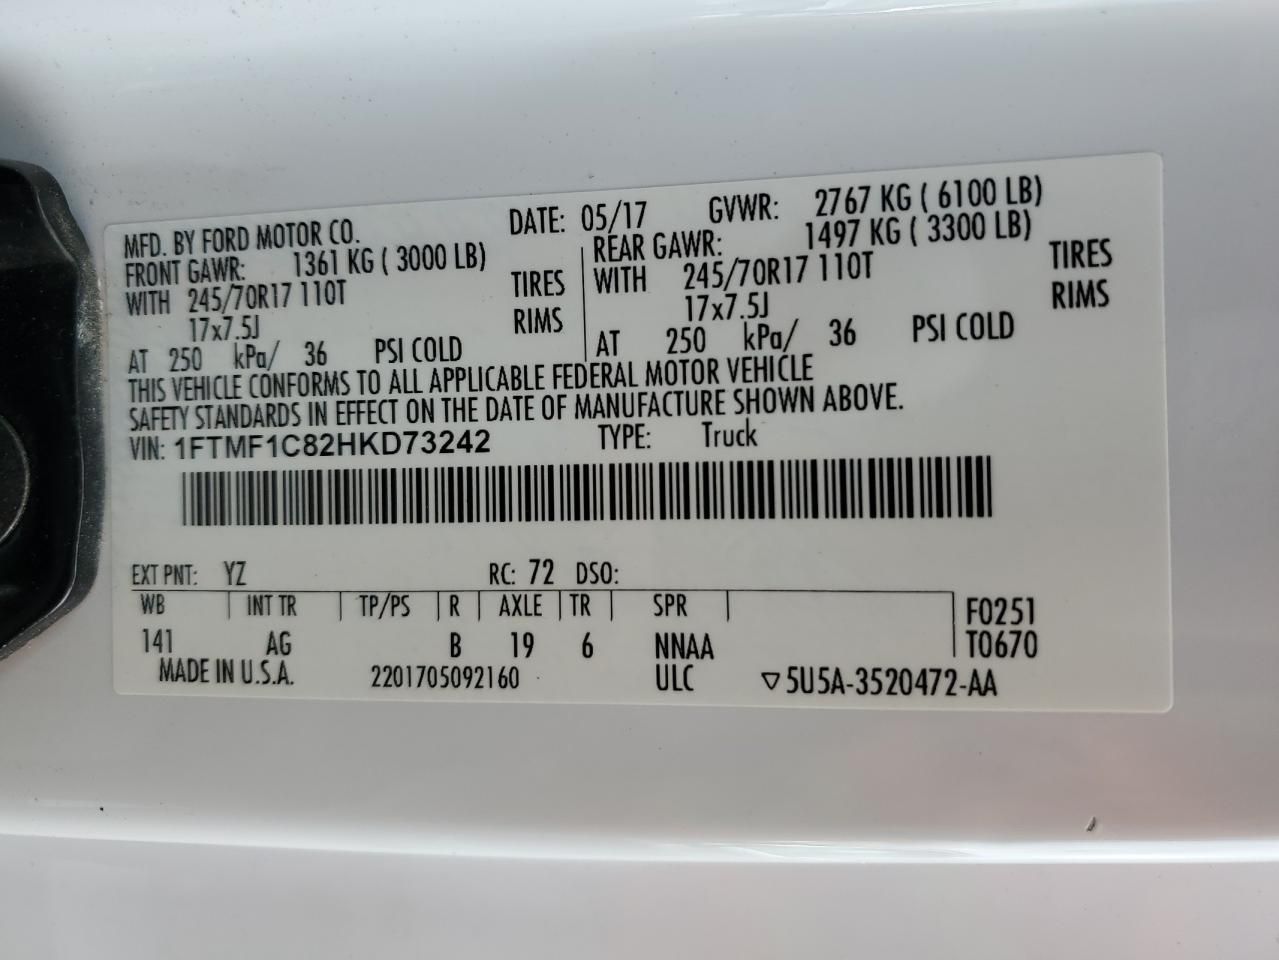 MFD. BY FORD MOTOR CO. DATE: 05/17 GVWR: 2767 KG ( 6100 LB)
FRONT GAWR: 1361 KG ( 3000 LB) REAR GAWR: 1497 KG ( 3300 LB)
WITH 245/70R17 110T TIRES WITH 245/70R17 110T TIRES
17x7.5J RIMS 17x7.5J RIMS
AT 250 kPa/ 36 PSI COLD AT 250 kPa/ 36 PSI COLD
THIS VEHICLE CONFORMS TO ALL APPLICABLE FEDERAL MOTOR VEHICLE
SAFETY STANDARDS IN EFFECT ON THE DATE OF MANUFACTURE SHOWN ABOVE.
VIN: 1FTMF1C82HKD73242 TYPE: Truck
EXT PNT: YZ RC: 72 DSO:
WB INT TR TP/PS R AXLE TR SPR F0251
141 AG B 19 6 NNAA T0670
MADE IN U.S.A. 2201705092160 ULC ▽5U5A-3520472-AA